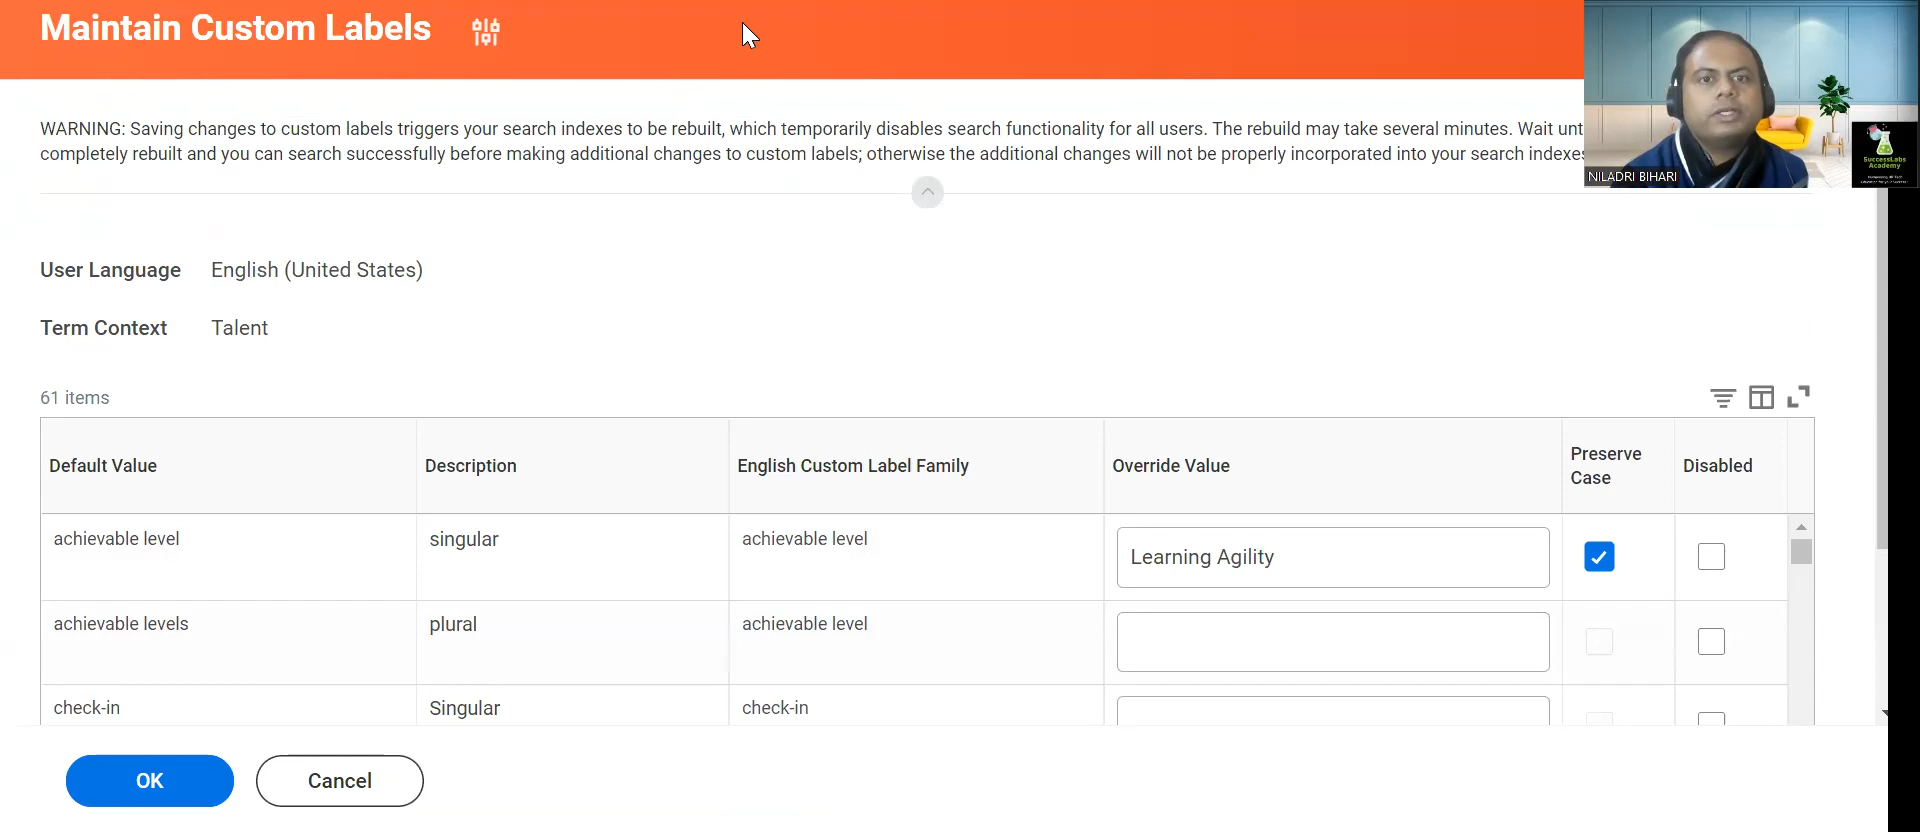 Maintain Custom Labels
WARNING: Saving changes to custom labels triggers your search indexes to be rebuilt, which temporarily disables search functionality for all users. The rebuild may take several minutes. Wait
completely rebuilt and you can search successfully before making additional changes to custom labels; otherwise the additional changes will not be properly incorporated into your search
NILADRI BIHARI
SuccessLabs
Academy
User Language English (United States)
Term Context Talent
61 items
Default Value Description English Custom Label Family Override Value Preserve Case Disabled
achievable level singular achievable level Learning Agility
achievable levels plural achievable level
check-in Singular check-in
OK Cancel